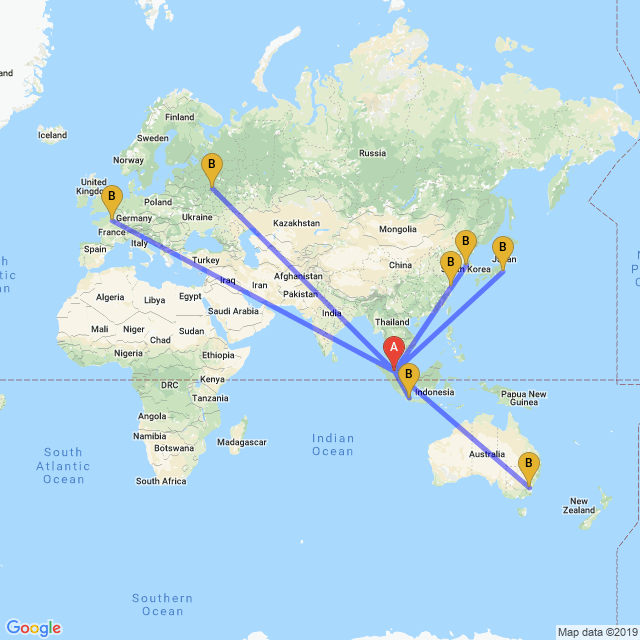 and
Iceland
Finland
Sweden
Norway
Russia
B
B
United
Kingdom
Poland
Germany
Ukraine
France
Kazakhstan
Mongolia
B
B
Italy
Spain
Turkey
China
B
South Korea
Japan
Afghanistan
Iraq
Iran
Pakistan
Algeria
Libya
Egypt
Saudi Arabia
India
Thailand
Mali
Niger
Sudan
Chad
Nigeria
Ethiopia
A
B
DRC
Kenya
Tanzania
Indonesia
Papua New
Guinea
Angola
Namibia
Botswana
Madagascar
South Africa
South
Atlantic
Ocean
Indian
Ocean
Australia
B
New
Zealand
Southern
Ocean
Google
Map data ©2019